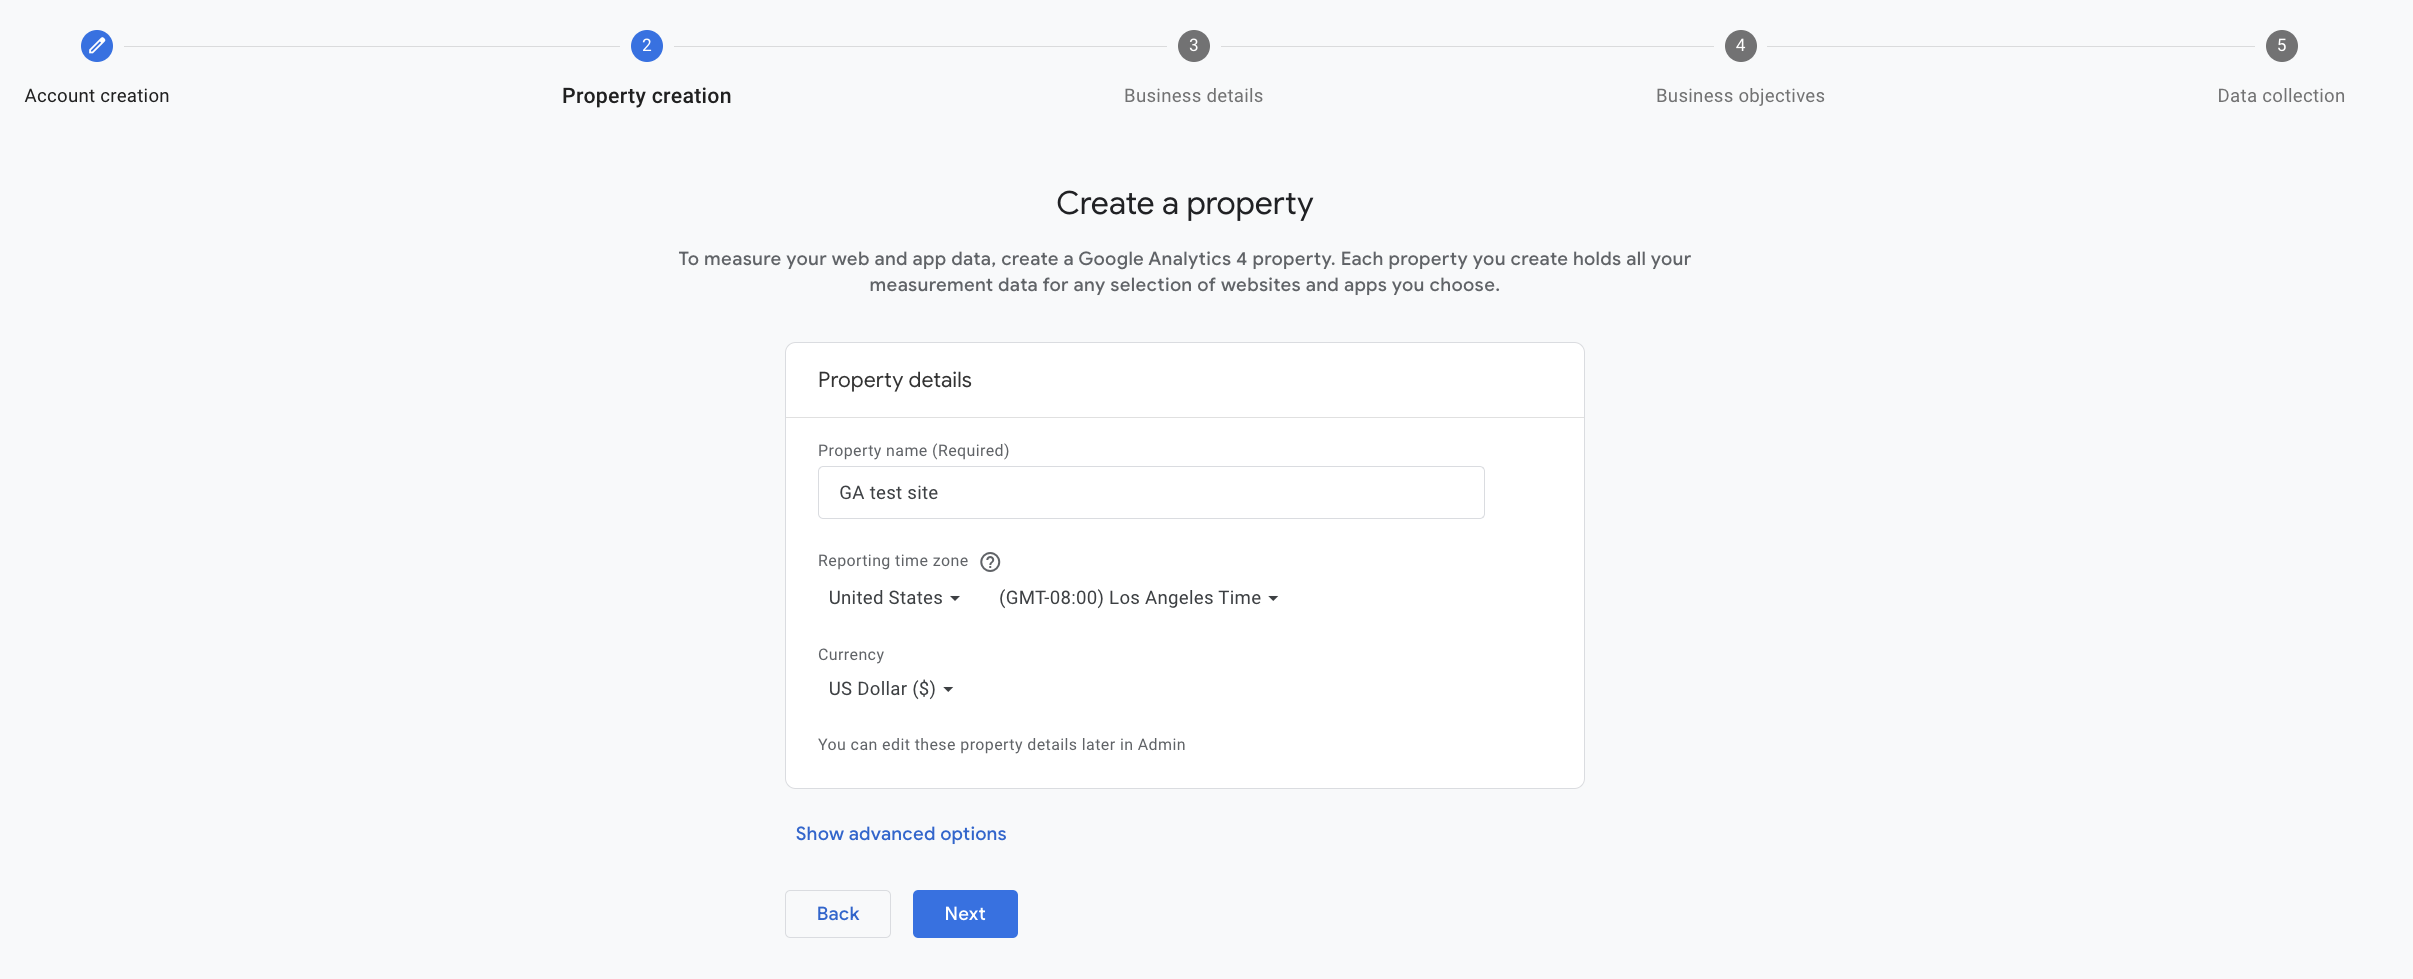 2
3
4
5
Account creation
Property creation
Business details
Business objectives
Data collection
Create a property
To measure your web and app data, create a Google Analytics 4 property. Each property you create holds all your
measurement data for any selection of websites and apps you choose.
Property details
Property name (Required)
GA test site
Reporting time zone ?
United States
(GMT-08:00) Los Angeles Time
Currency
US Dollar ($)
You can edit these property details later in Admin
Show advanced options
Back
Next